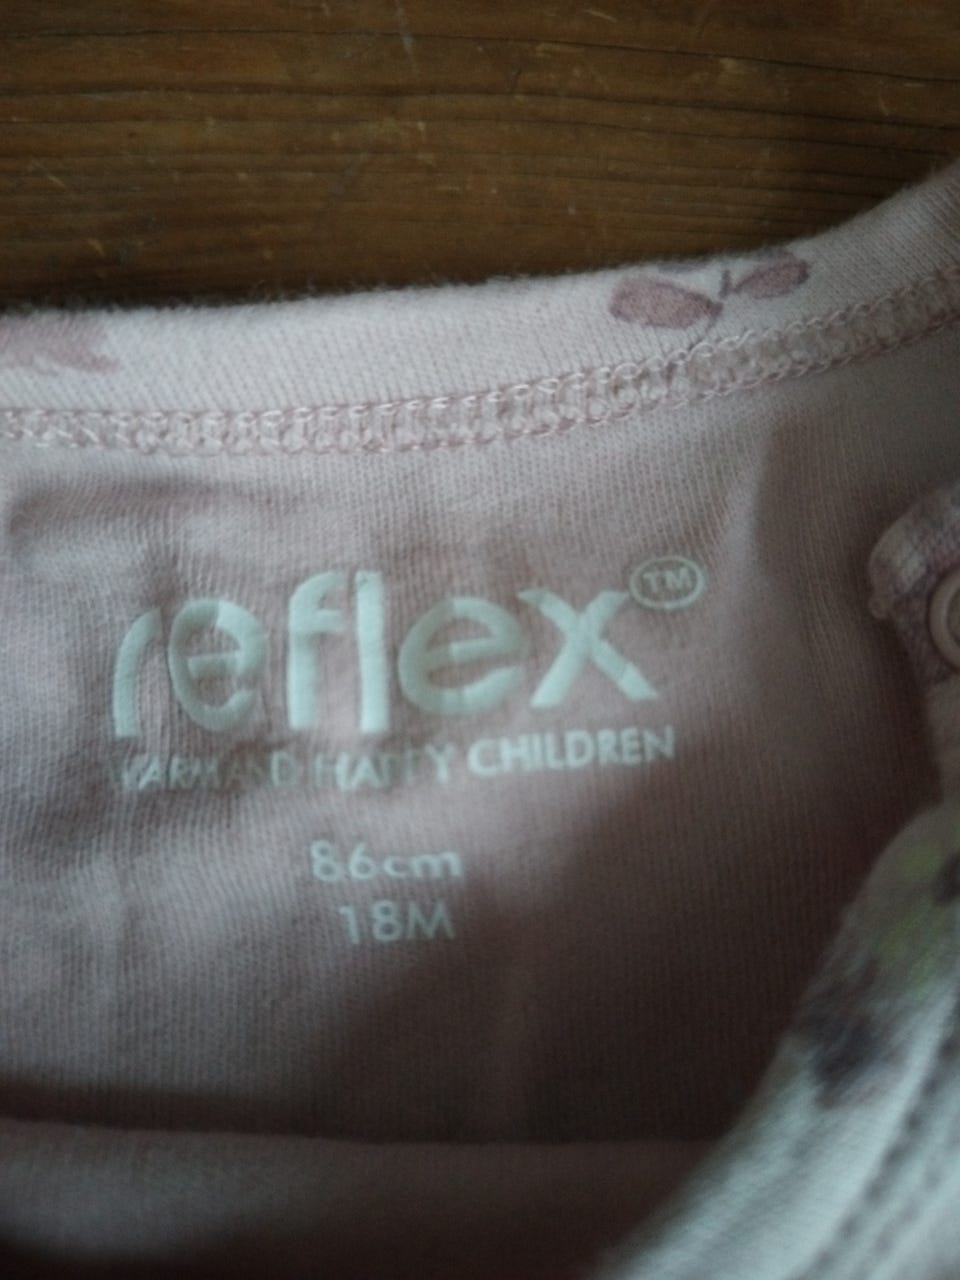 reflex™
WARM AND HAPPY CHILDREN
86cm
18M